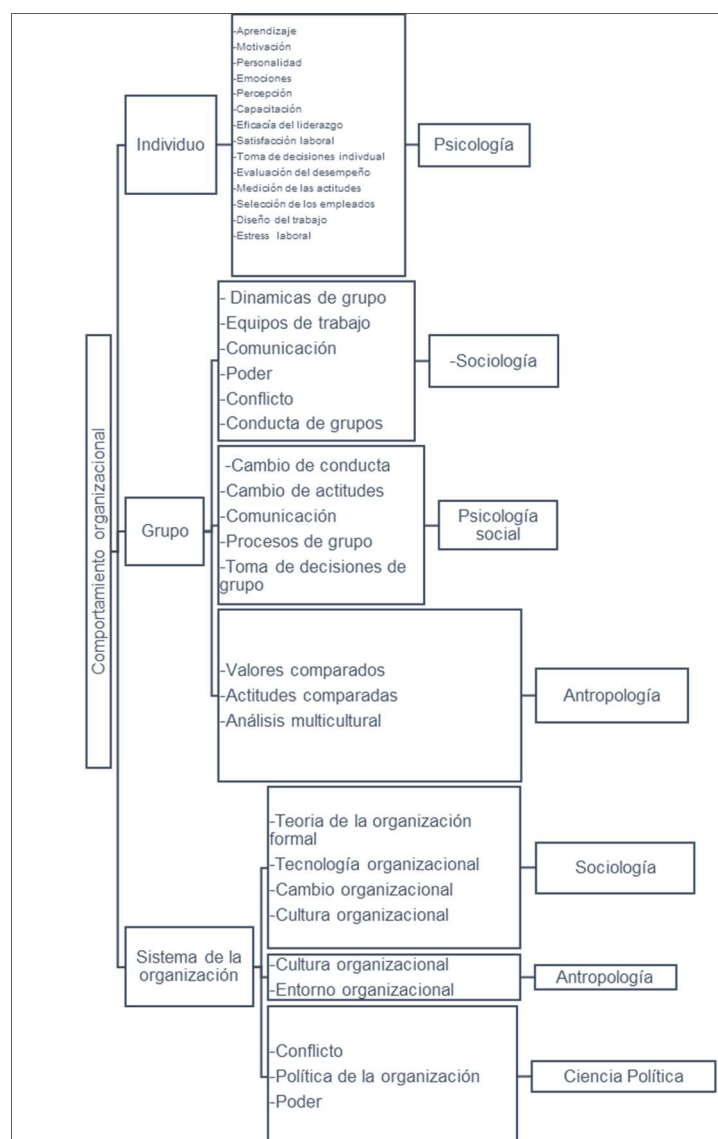 Comportamiento organizacional
Individuo
-Aprendizaje
-Motivación
-Personalidad
-Emociones
-Percepción
-Capacitación
-Eficacía del liderazgo
-Satisfacción laboral
-Toma de decisiones indivdual
-Evaluación del desempeño
-Medición de las actitudes
-Selección de los empleados
-Diseño del trabajo
-Estress laboral
Psicología
Grupo
- Dinamicas de grupo
-Equipos de trabajo
-Comunicación
-Poder
-Conflicto
-Conducta de grupos
-Sociología
-Cambio de conducta
-Cambio de actitudes
-Comunicación
-Procesos de grupo
-Toma de decisiones de
grupo
Psicología
social
-Valores comparados
-Actitudes comparadas
-Análisis multicultural
Antropología
Sistema de la
organización
-Teoria de la organización
formal
-Tecnología organizacional
-Cambio organizacional
-Cultura organizacional
Sociología
-Cultura organizacional
-Entorno organizacional
Antropología
-Conflicto
-Política de la organización
-Poder
Ciencia Política